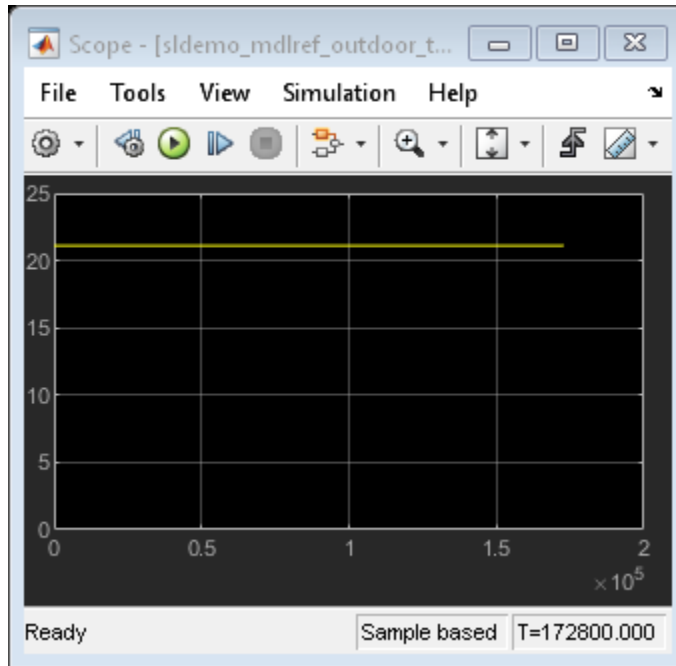 Scope - [sldemo_mdlref_outdoor_t...
File Tools View Simulation Help
25
20
15
10
5
0
0 0.5 1 1.5 2
×10^5
Ready Sample based T=172800.000